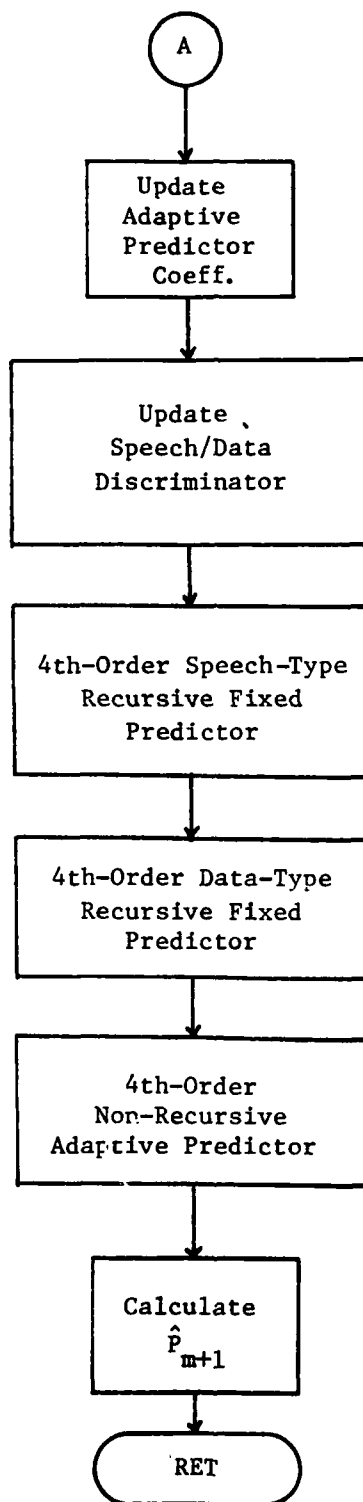 A
Update
Adaptive
Predictor
Coeff.
Update
Speech/Data
Discriminator
4th-Order Speech-Type
Recursive Fixed
Predictor
4th-Order Data-Type
Recursive Fixed
Predictor
4th-Order
Non-Recursive
Adaptive Predictor
Calculate
P̂m+1
RET